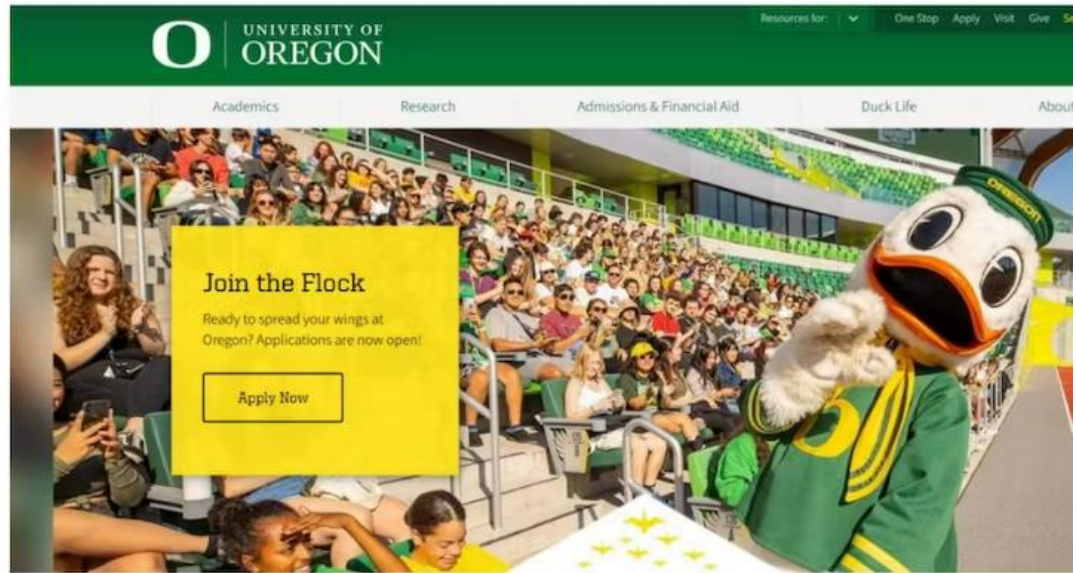 UNIVERSITY OF
OREGON
Resources for:
One Stop Apply Visit Give
Academics Research Admissions & Financial Aid Duck Life About
Join the Flock
Ready to spread your wings at
Oregon? Applications are now open!
Apply Now
OREGON